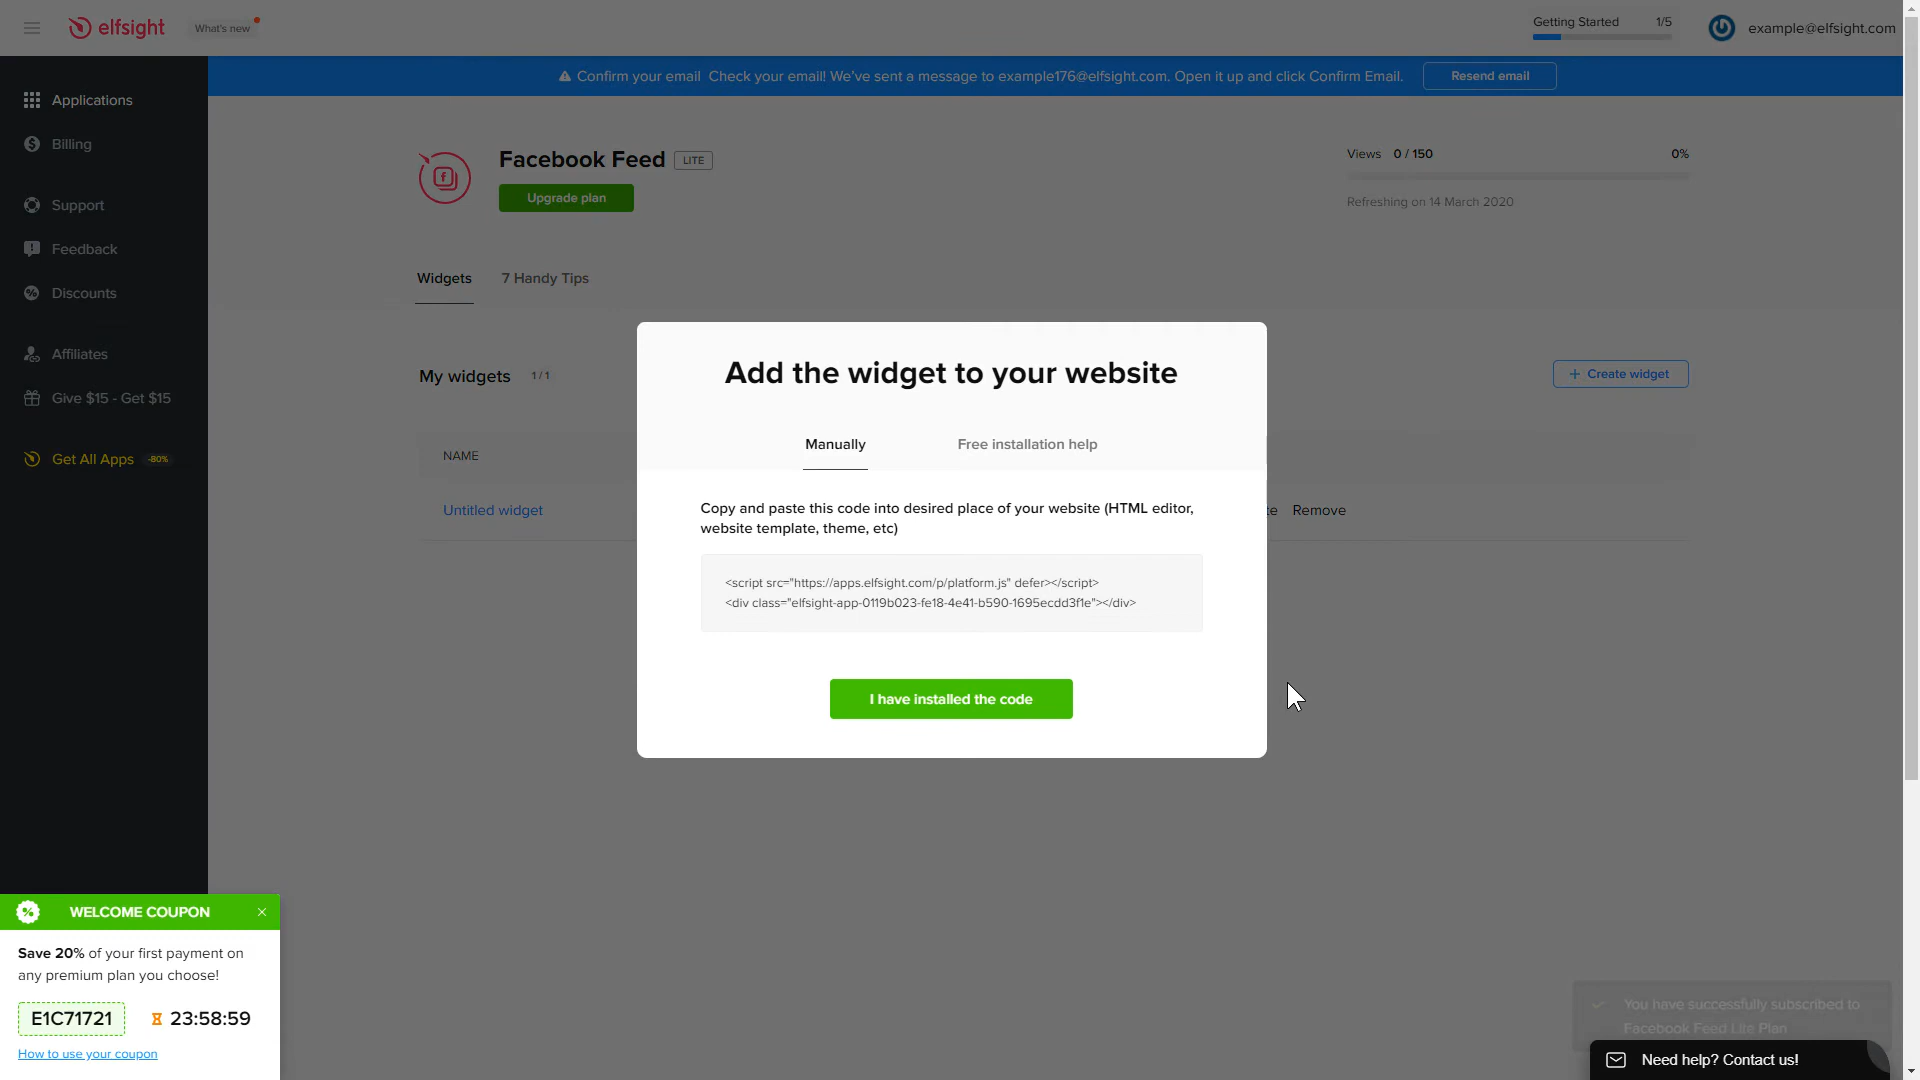 elfsight
What's new
Getting Started 1/5
example@elfsight.com
Confirm your email Check your email! We've sent a message to example176@elfsight.com. Open it up and click Confirm Email.
Resend email
Applications
Billing
Support
Feedback
Discounts
Affiliates
Give $15 - Get $15
Get All Apps -80%
Facebook Feed LITE
Upgrade plan
Views 0 / 150 0%
Refreshing on 14 March 2020
Widgets 7 Handy Tips
My widgets 1 / 1
+ Create widget
NAME
Untitled widget
Remove
Add the widget to your website
Manually Free installation help
Copy and paste this code into desired place of your website (HTML editor,
website template, theme, etc)
<script src="https://apps.elfsight.com/p/platform.js" defer></script>
<div class="elfsight-app-0119b023-fe18-4e41-b590-1695ecdd3f1e"></div>
I have installed the code
WELCOME COUPON
Save 20% of your first payment on
any premium plan you choose!
E1C71721 23:58:59
How to use your coupon
You have successfully subscribed to
Facebook Feed Lite Plan
Need help? Contact us!